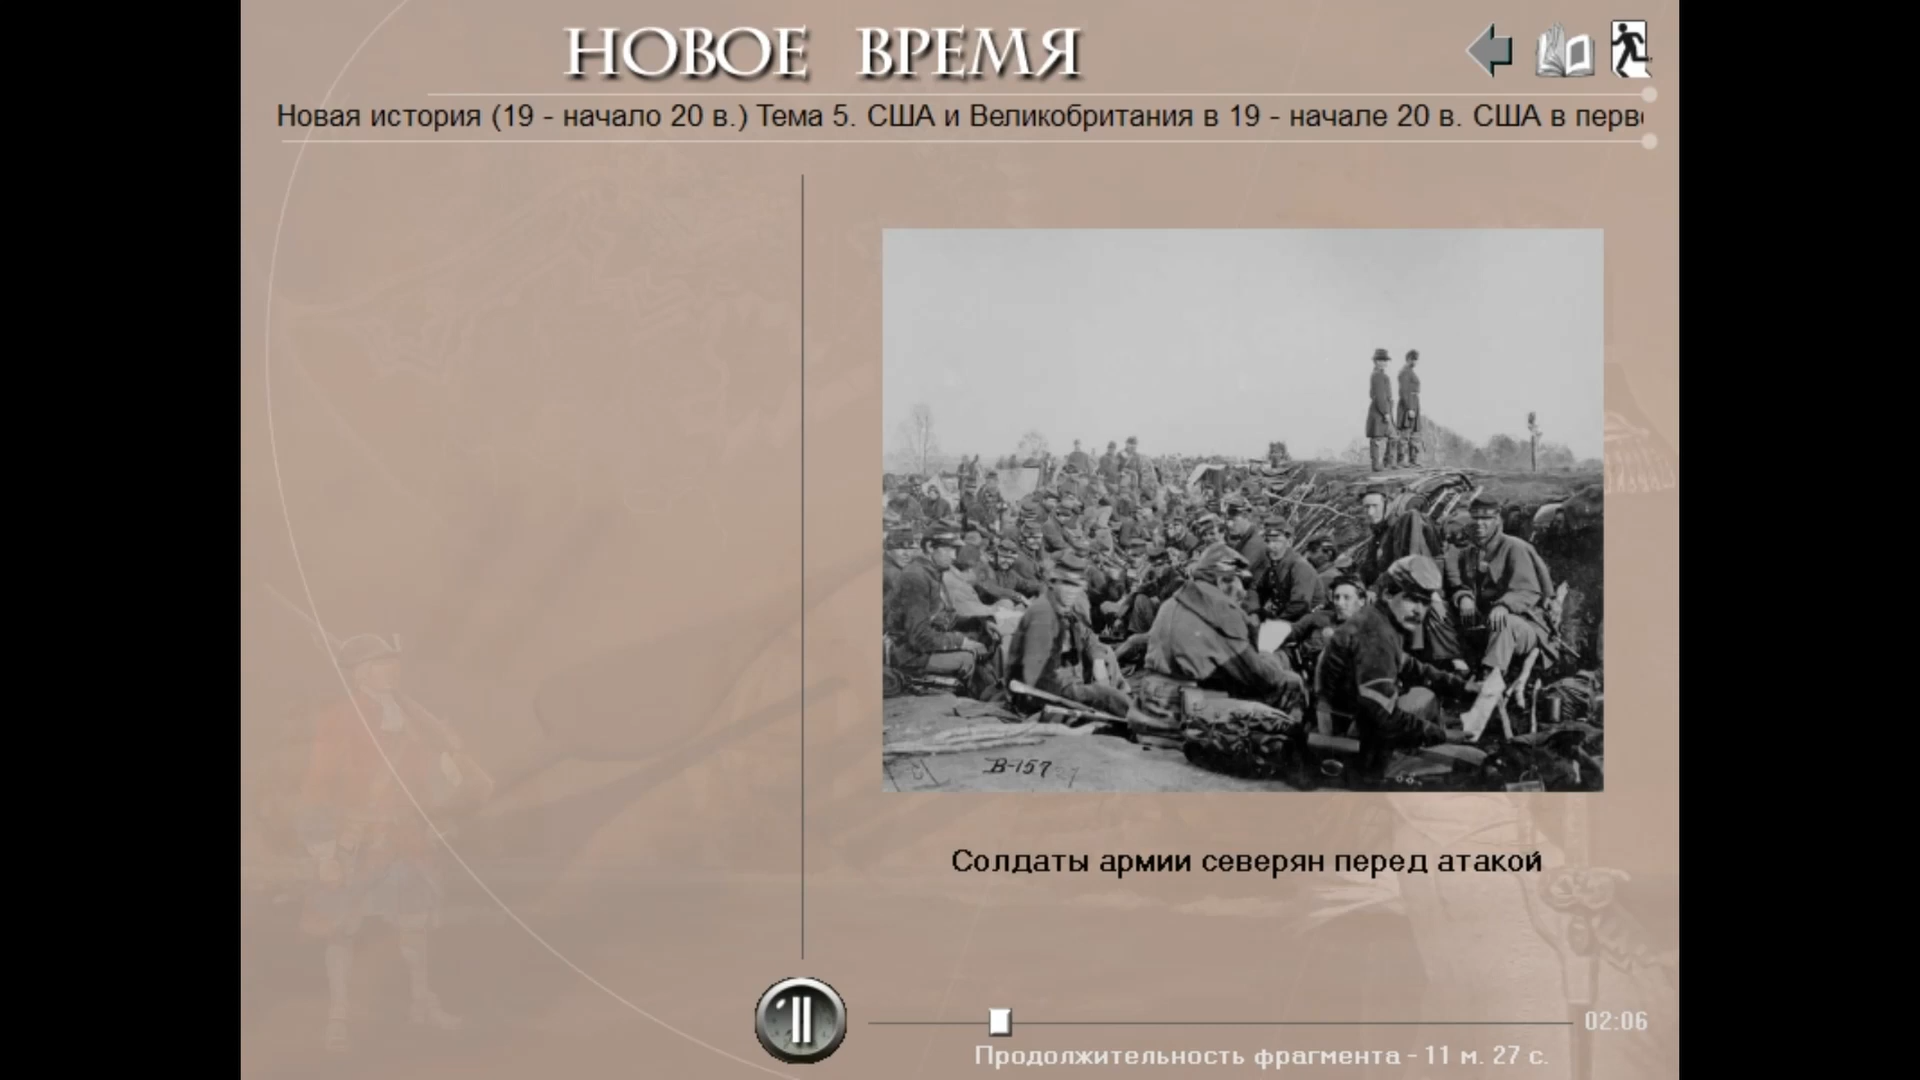 НОВОЕ ВРЕМЯ
Новая история (19 - начало 20 в.) Тема 5. США и Великобритания в 19 - начале 20 в. США в перво
B-157
Солдаты армии северян перед атакой
02:06
Продолжительность фрагмента - 11 м. 27 с.